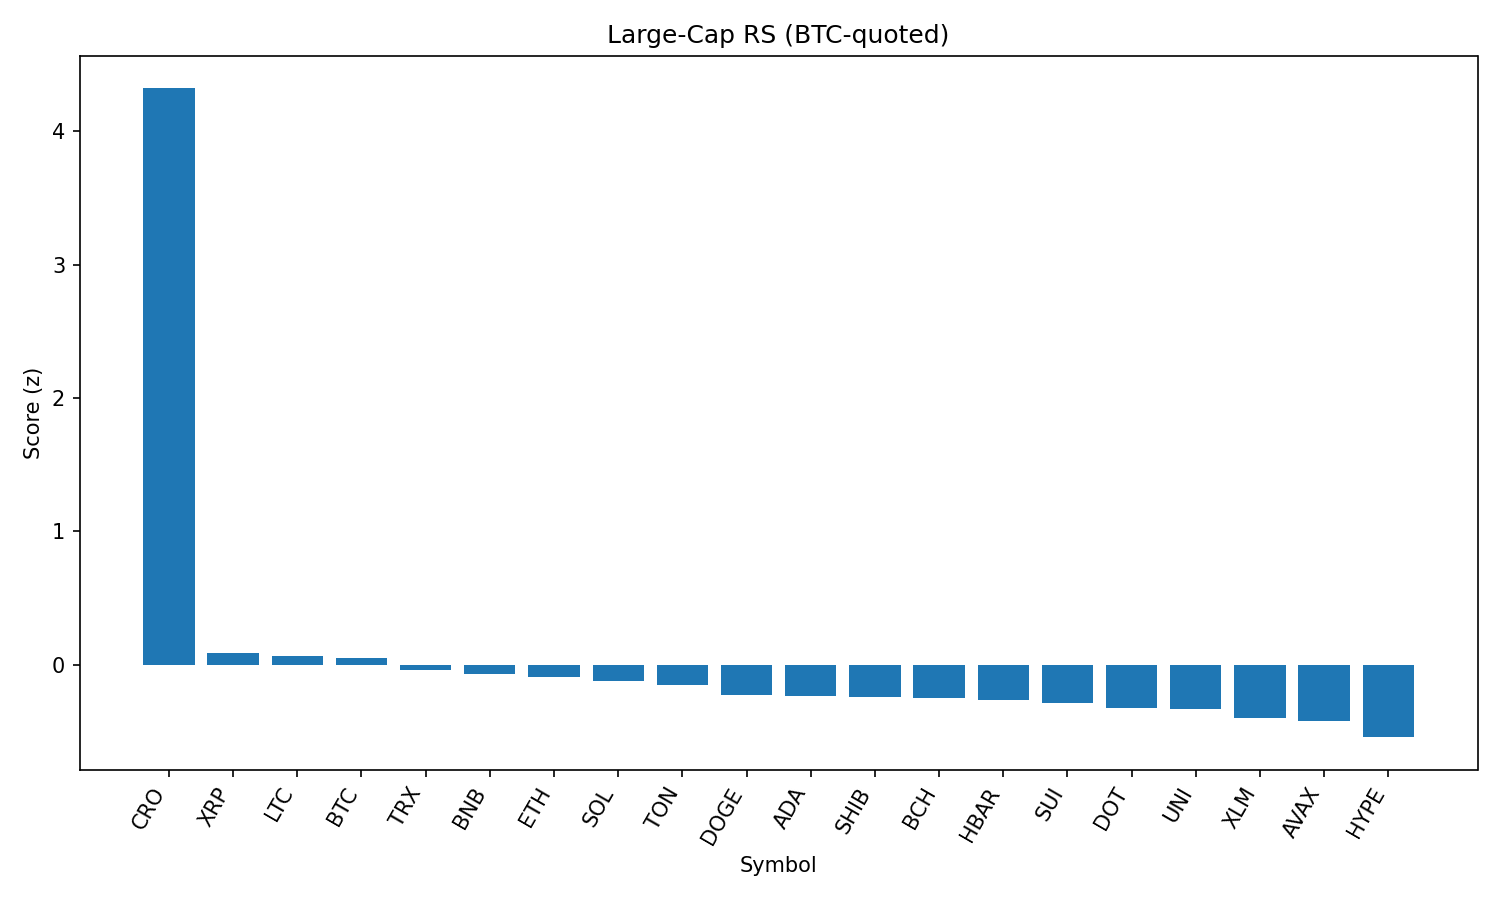 Large-Cap RS (BTC-quoted)
Score (z)
4
3
2
1
0
CRO
XRP
LTC
BTC
TRX
BNB
ETH
SOL
TON
DOGE
ADA
SHIB
BCH
HBAR
SUI
DOT
UNI
XLM
AVAX
HYPE
Symbol